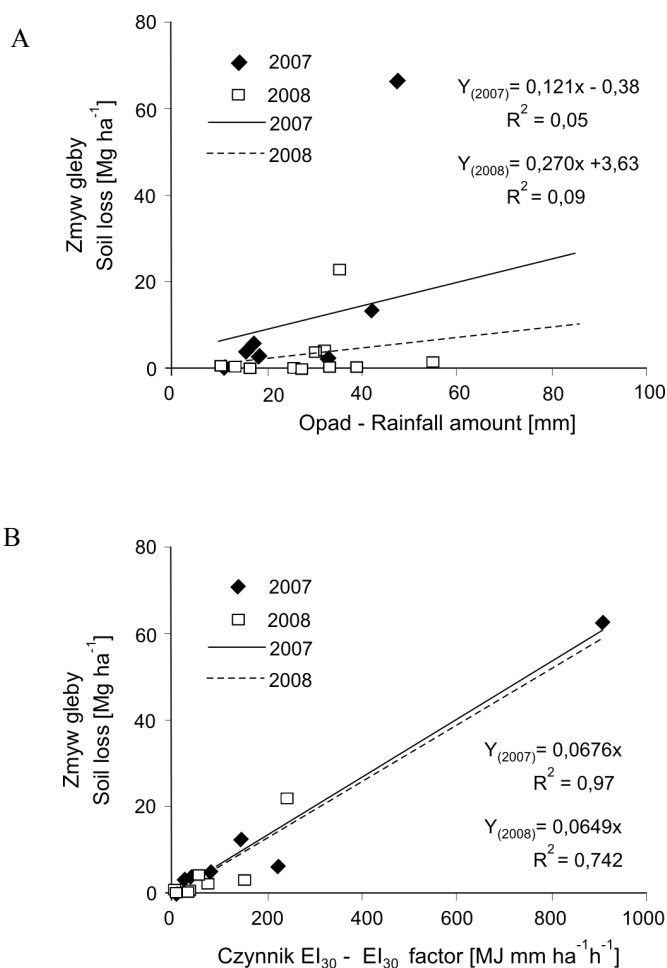 A
80
60
40
20
0
0 20 40 60 80 100
Zmyw gleby
Soil loss [Mg ha⁻¹]
2007
2008
2007
2008
Y(2007)= 0,121x - 0,38
R² = 0,05
Y(2008)= 0,270x +3,63
R² = 0,09
Opad - Rainfall amount [mm]
B
80
60
40
20
0
0 200 400 600 800 1000
Zmyw gleby
Soil loss [Mg ha⁻¹]
2007
2008
2007
2008
Y(2007)= 0,0676x
R² = 0,97
Y(2008)= 0,0649x
R² = 0,742
Czynnik EI₃₀ - EI₃₀ factor [MJ mm ha⁻¹h⁻¹]